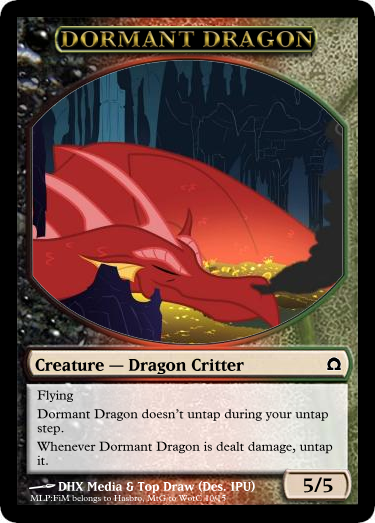 DORMANT DRAGON
Creature — Dragon Critter
Flying
Dormant Dragon doesn't untap during your untap
step.
Whenever Dormant Dragon is dealt damage, untap
it.
DHX Media & Top Draw (Des. IPU)
MLP:FiM belongs to Hasbro, MtG to WotC 10/15
5/5